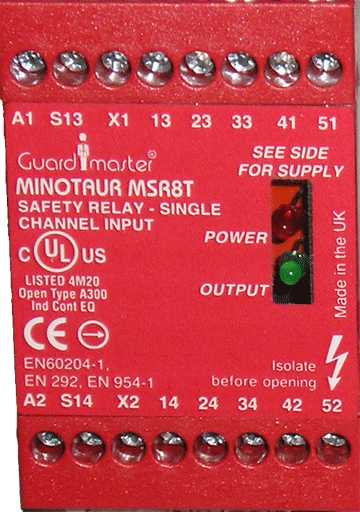 A1 S13 X1 13 23 33 41 51
Guardmaster®
MINOTAUR MSR8T
SAFETY RELAY - SINGLE
CHANNEL INPUT
SEE SIDE
FOR SUPPLY
POWER
OUTPUT
Made in the UK
C UL US
LISTED 4M20
Open Type A300
Ind Cont EQ
CE
EN60204-1,
EN 292, EN 954-1
Isolate
before opening
A2 S14 X2 14 24 34 42 52